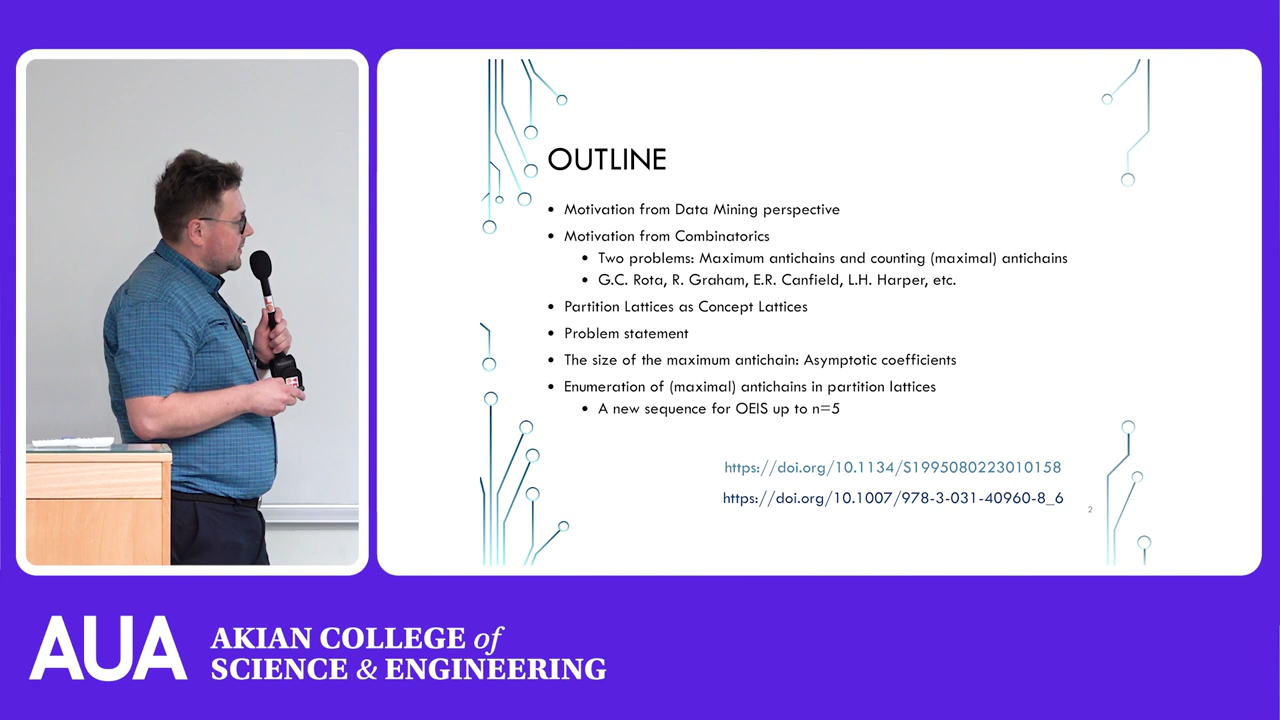 OUTLINE
• Motivation from Data Mining perspective
• Motivation from Combinatorics
• Two problems: Maximum antichains and counting (maximal) antichains
• G.C. Rota, R. Graham, E.R. Canfield, L.H. Harper, etc.
• Partition Lattices as Concept Lattices
• Problem statement
• The size of the maximum antichain: Asymptotic coefficients
• Enumeration of (maximal) antichains in partition lattices
• A new sequence for OEIS up to n=5
https://doi.org/10.1134/S1995080223010158
https://doi.org/10.1007/978-3-031-40960-8_6
2
AUA
AKIAN COLLEGE of
SCIENCE & ENGINEERING